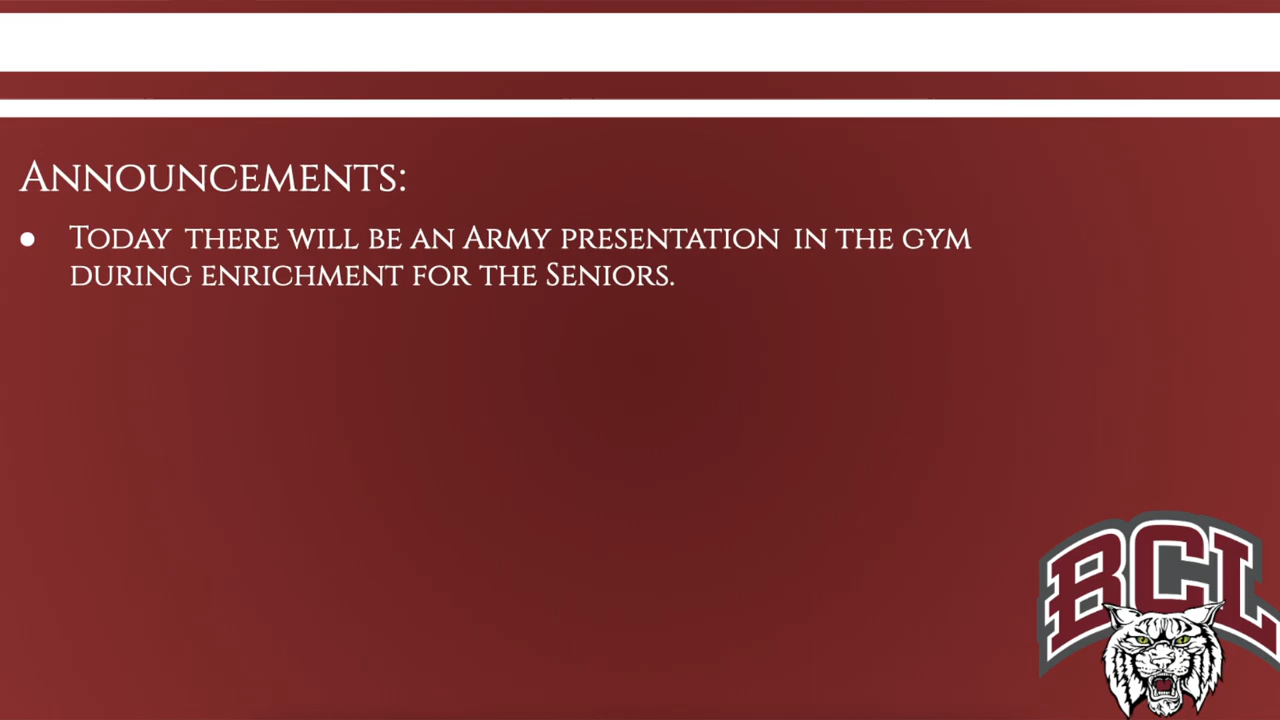 Announcements:
● Today there will be an Army presentation in the gym
during enrichment for the Seniors.
BCL